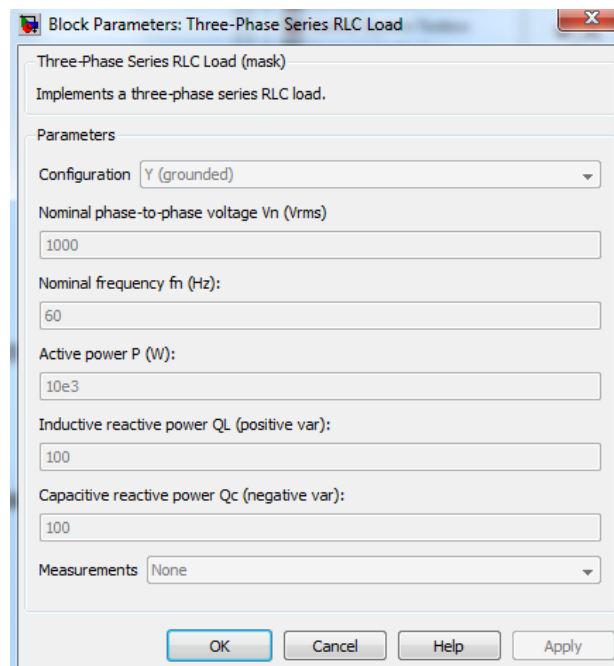 Block Parameters: Three-Phase Series RLC Load
x
Three-Phase Series RLC Load (mask)
Implements a three-phase series RLC load.
Parameters
Configuration Y (grounded)
Nominal phase-to-phase voltage Vn (Vrms)
1000
Nominal frequency fn (Hz):
60
Active power P (W):
10e3
Inductive reactive power QL (positive var):
100
Capacitive reactive power Qc (negative var):
100
Measurements None
OK Cancel Help Apply